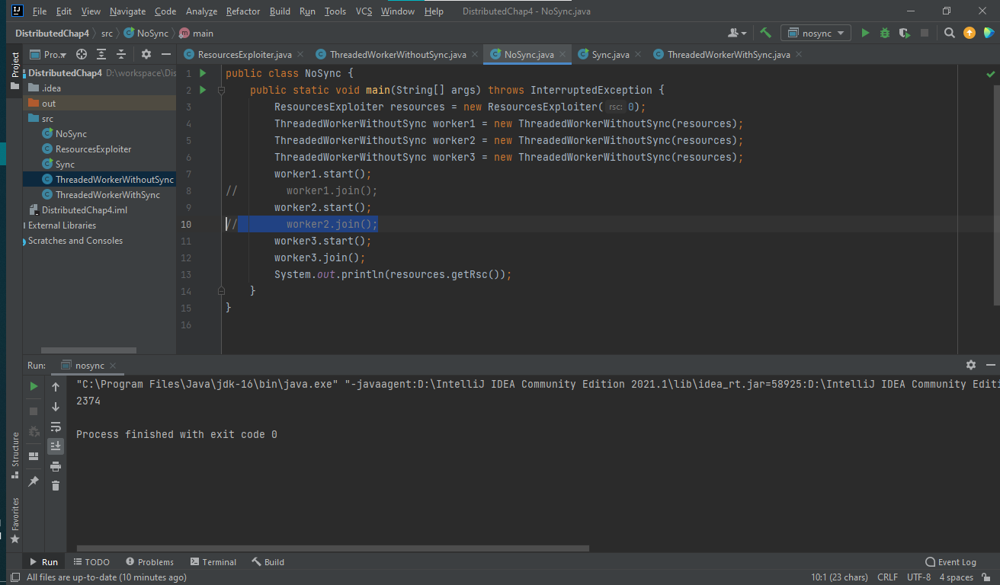 File Edit View Navigate Code Analyze Refactor Build Run Tools VCS Window Help DistributedChap4 - NoSync.java
DistributedChap4 src NoSync main nosync
Project
Pro...
ResourcesExploiter.java ThreadedWorkerWithoutSync.java NoSync.java Sync.java ThreadedWorkerWithSync.java
DistributedChap4 D:\workspace\Dis
.idea
out
src
NoSync
ResourcesExploiter
Sync
ThreadedWorkerWithoutSync
ThreadedWorkerWithSync
DistributedChap4.iml
External Libraries
Scratches and Consoles
1 public class NoSync {
2 public static void main(String[] args) throws InterruptedException {
3 ResourcesExploiter resources = new ResourcesExploiter( rsc: 0);
4 ThreadedWorkerWithoutSync worker1 = new ThreadedWorkerWithoutSync(resources);
5 ThreadedWorkerWithoutSync worker2 = new ThreadedWorkerWithoutSync(resources);
6 ThreadedWorkerWithoutSync worker3 = new ThreadedWorkerWithoutSync(resources);
7 worker1.start();
8 // worker1.join();
9 worker2.start();
10 // worker2.join();
11 worker3.start();
12 worker3.join();
13 System.out.println(resources.getRsc());
14 }
15 }
16
Run: nosync
"C:\Program Files\Java\jdk-16\bin\java.exe" "-javaagent:D:\IntelliJ IDEA Community Edition 2021.1\lib\idea_rt.jar=58925:D:\IntelliJ IDEA Community Editi
2374
Process finished with exit code 0
Structure
Favorites
Run TODO Problems Terminal Build Event Log
All files are up-to-date (10 minutes ago) 10:1 (23 chars) CRLF UTF-8 4 spaces